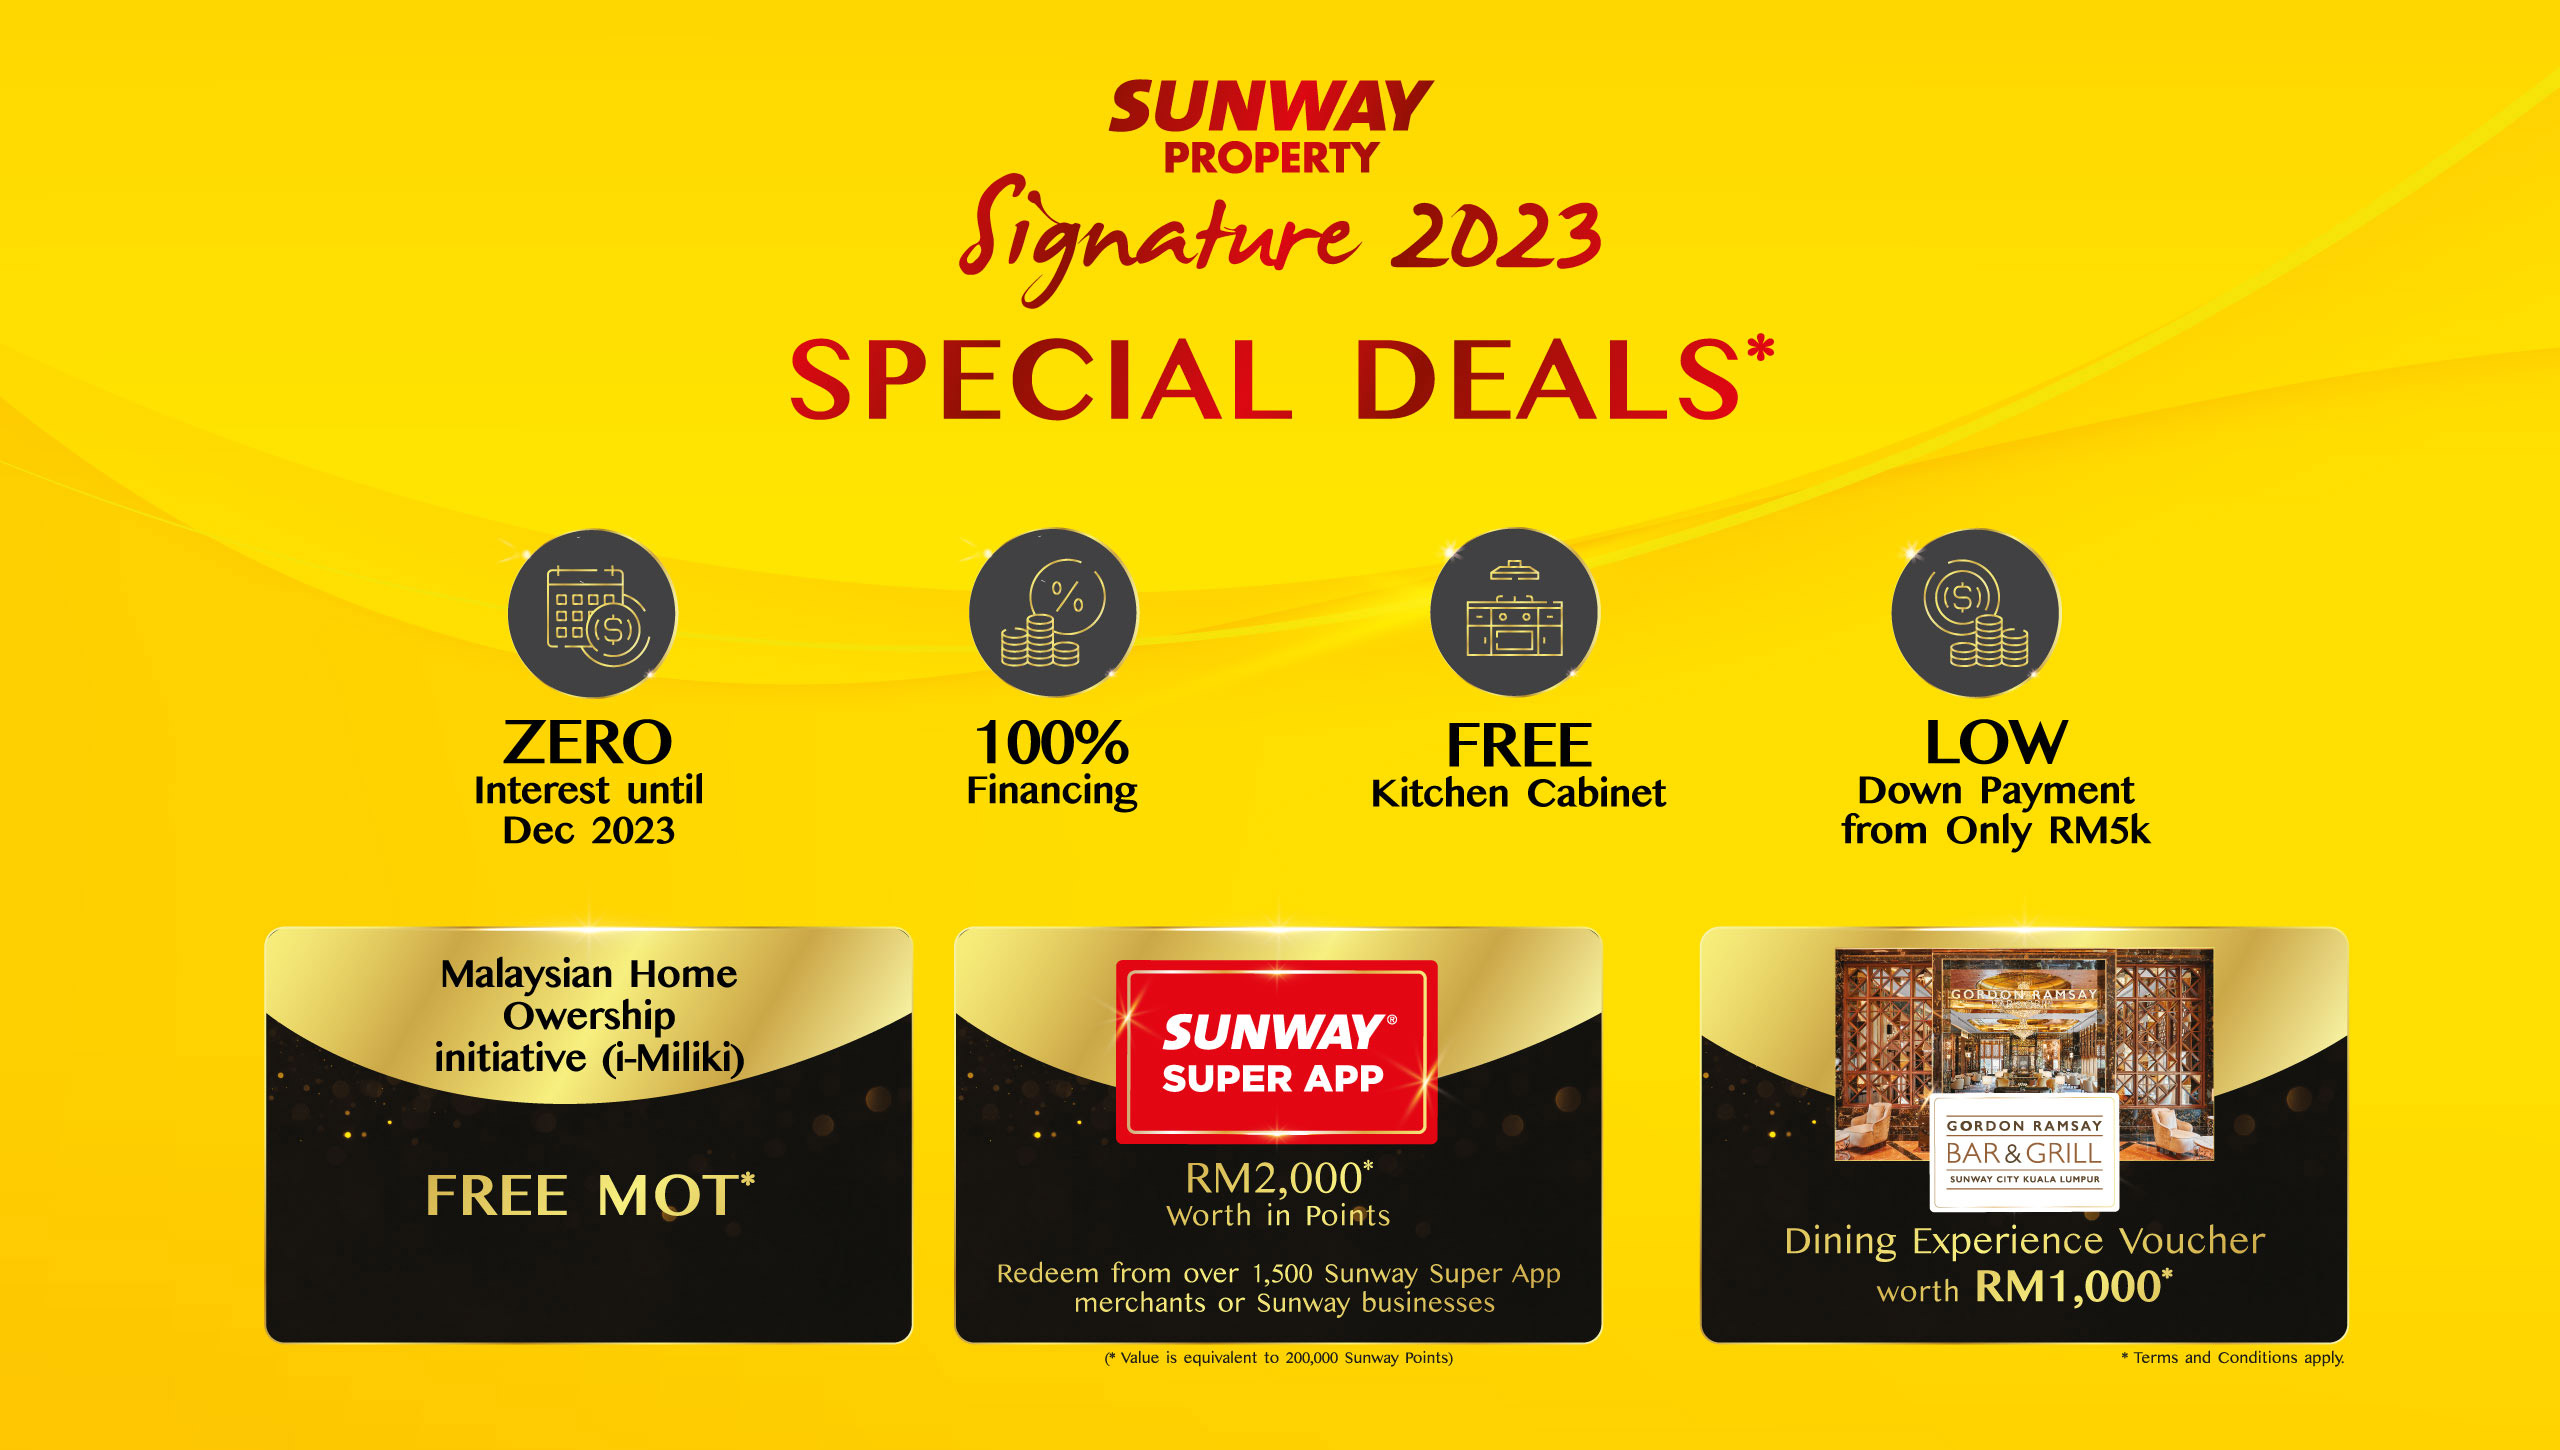 SUNWAY
PROPERTY
Signature 2023
SPECIAL DEALS*
ZERO
Interest until
Dec 2023
100%
Financing
FREE
Kitchen Cabinet
LOW
Down Payment
from Only RM5k
Malaysian Home
Owership
initiative (i-Miliki)
FREE MOT*
SUNWAY®
SUPER APP
RM2,000*
Worth in Points
Redeem from over 1,500 Sunway Super App
merchants or Sunway businesses
(* Value is equivalent to 200,000 Sunway Points)
GORDON RAMSAY
BAR & GRILL
GORDON RAMSAY
BAR & GRILL
SUNWAY CITY KUALA LUMPUR
Dining Experience Voucher
worth RM1,000*
* Terms and Conditions apply.